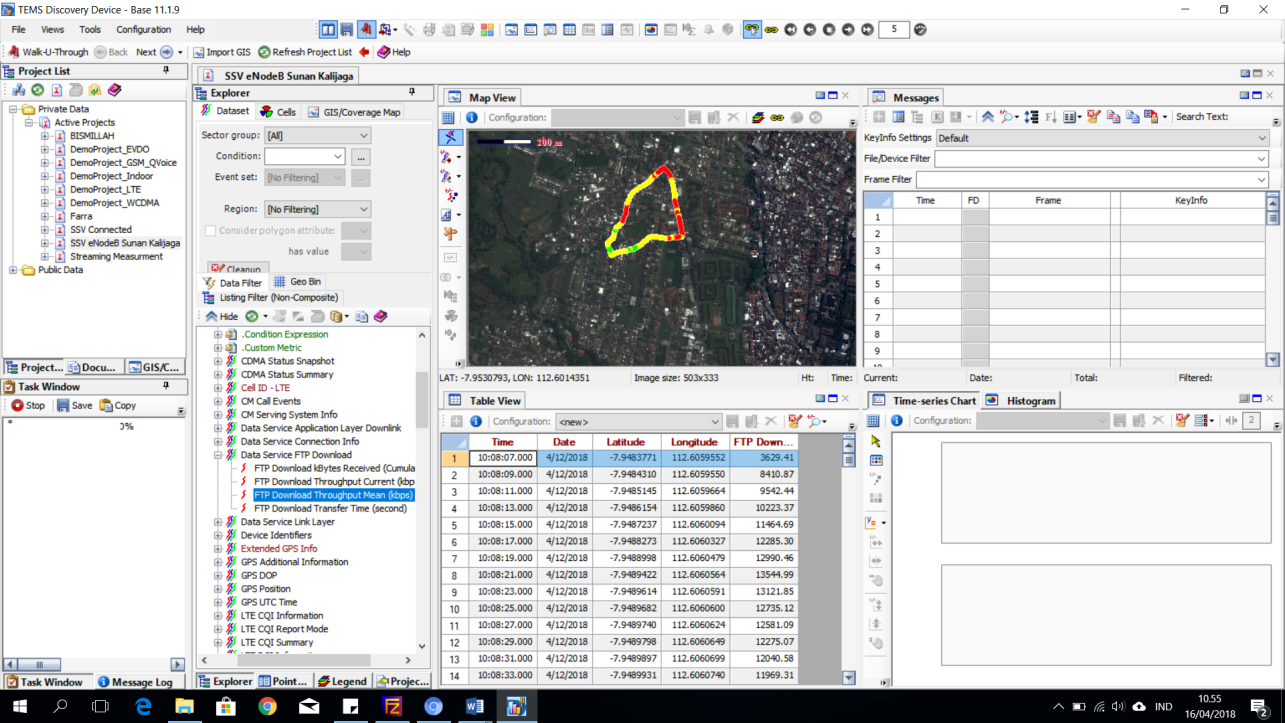 TEMS Discovery Device - Base 11.1.9
File Views Tools Configuration Help
5
Walk-U-Through Back Next Import GIS Refresh Project List Help
Project List
Private Data
Active Projects
BISMILLAH
DemoProject_EVDO
DemoProject_GSM_QVoice
DemoProject_Indoor
DemoProject_LTE
DemoProject_WCDMA
Farra
SSV Connected
SSV eNodeB Sunan Kalijaga
Streaming Measurment
Public Data
Project... Docu... GIS/C...
Task Window
Stop Save Copy
* 0%
Task Window Message Log
SSV eNodeB Sunan Kalijaga
Explorer
Dataset Cells GIS/Coverage Map
Sector group: [All]
Condition: ...
Event set: [No Filtering] ...
Region: [No Filtering]
Consider polygon attribute:
has value
Cleanup
Data Filter Geo Bin
Listing Filter (Non-Composite)
Hide
.Condition Expression
.Custom Metric
CDMA Status Snapshot
CDMA Status Summary
Cell ID - LTE
CM Call Events
CM Serving System Info
Data Service Application Layer Downlink
Data Service Connection Info
Data Service FTP Download
FTP Download kBytes Received (Cumula
FTP Download Throughput Current (kbp
FTP Download Throughput Mean (kbps)
FTP Download Transfer Time (second)
Data Service Link Layer
Device Identifiers
Extended GPS Info
GPS Additional Information
GPS DOP
GPS Position
GPS UTC Time
LTE CQI Information
LTE CQI Report Mode
LTE CQI Summary
Explorer Point... Legend Projec...
Map View
Configuration:
200 m
LAT: -7.9530793, LON: 112.6014351 Image size: 503x333 Ht: Time:
Table View
Configuration: <new>
Time Date Latitude Longitude FTP Down...
1 10:08:07.000 4/12/2018 -7.9483771 112.6059552 3629.41
2 10:08:09.000 4/12/2018 -7.9484310 112.6059550 8410.87
3 10:08:11.000 4/12/2018 -7.9485145 112.6059664 9542.44
4 10:08:13.000 4/12/2018 -7.9486154 112.6059860 10223.37
5 10:08:15.000 4/12/2018 -7.9487237 112.6060094 11464.69
6 10:08:17.000 4/12/2018 -7.9488273 112.6060327 12285.30
7 10:08:19.000 4/12/2018 -7.9488998 112.6060479 12990.46
8 10:08:21.000 4/12/2018 -7.9489422 112.6060564 13544.99
9 10:08:23.000 4/12/2018 -7.9489614 112.6060591 13121.85
10 10:08:25.000 4/12/2018 -7.9489682 112.6060600 12735.12
11 10:08:27.000 4/12/2018 -7.9489740 112.6060624 12581.09
12 10:08:29.000 4/12/2018 -7.9489798 112.6060649 12275.07
13 10:08:31.000 4/12/2018 -7.9489897 112.6060699 12040.58
14 10:08:33.000 4/12/2018 -7.9489931 112.6060740 11969.31
Messages
Search Text:
KeyInfo Settings Default
File/Device Filter
Frame Filter
Time FD Frame KeyInfo
1
2
3
4
5
6
7
8
9
Current: Date: Total: Filtered:
Time-series Chart Histogram
Configuration: 2
IND
10.55
16/04/2018
2